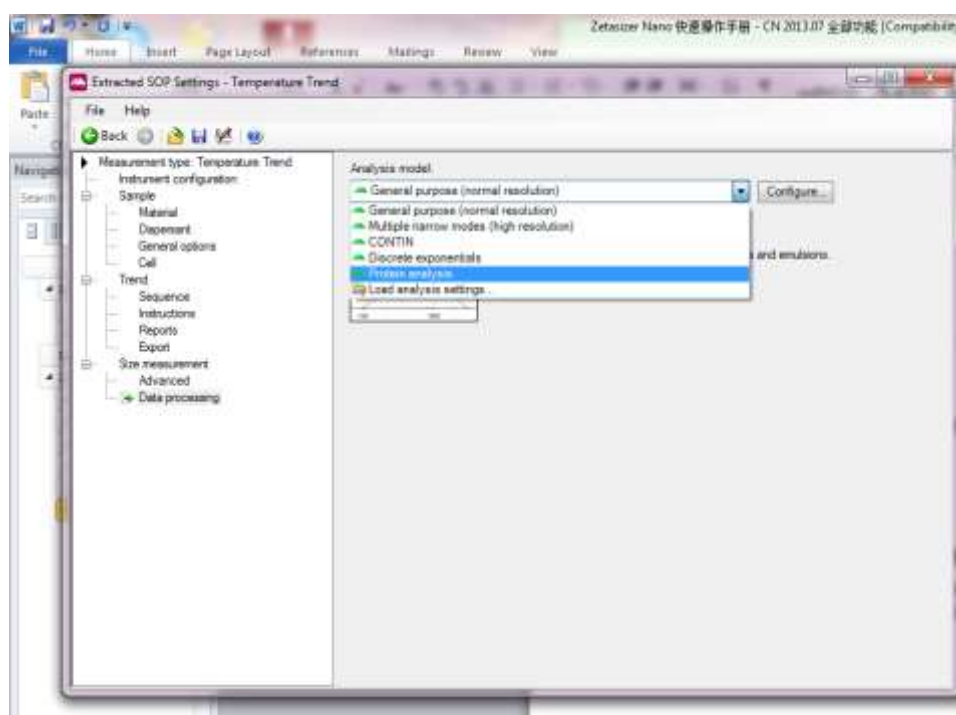 Zetasizer Nano 快速操作手册 - CN 2013.07 全部功能 [Compatibility
File Home Insert Page Layout References Mailings Review View
Paste
Extracted SOP Settings - Temperature Trend
File Help
Back
Measurement type: Temperature Trend
Instrument configuration
Sample
Material
Dispersant
General options
Cell
Trend
Sequence
Instructions
Reports
Export
Size measurement
Advanced
Data processing
Analysis model:
General purpose (normal resolution)
Configure...
General purpose (normal resolution)
Multiple narrow modes (high resolution)
CONTIN
Discrete exponentials
Protein analysis
Load analysis settings...
s and emulsions.
Search